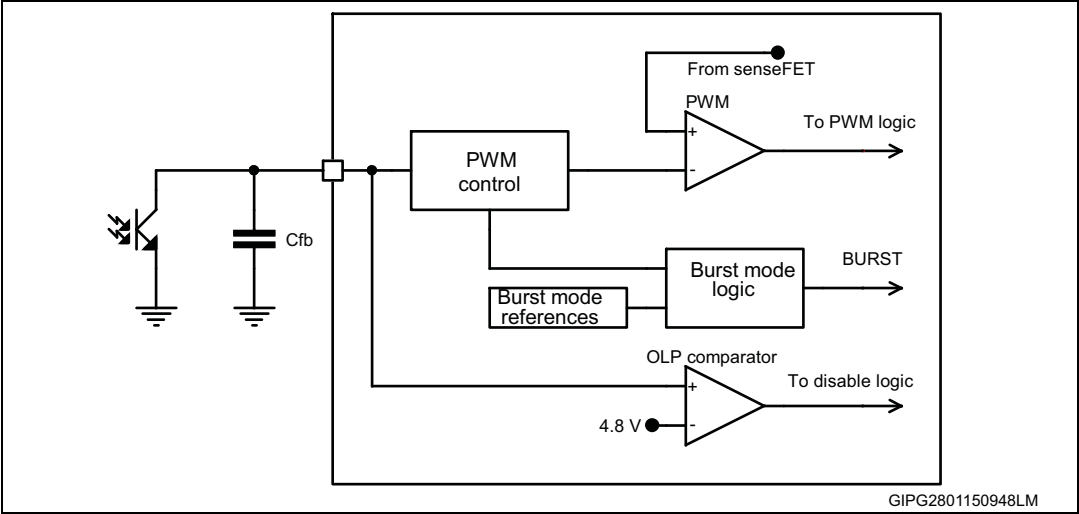 From senseFET
PWM
To PWM logic
+
-
PWM
control
Cfb
Burst mode
logic
BURST
Burst mode
references
OLP comparator
To disable logic
+
4.8 V
-
GIPG2801150948LM